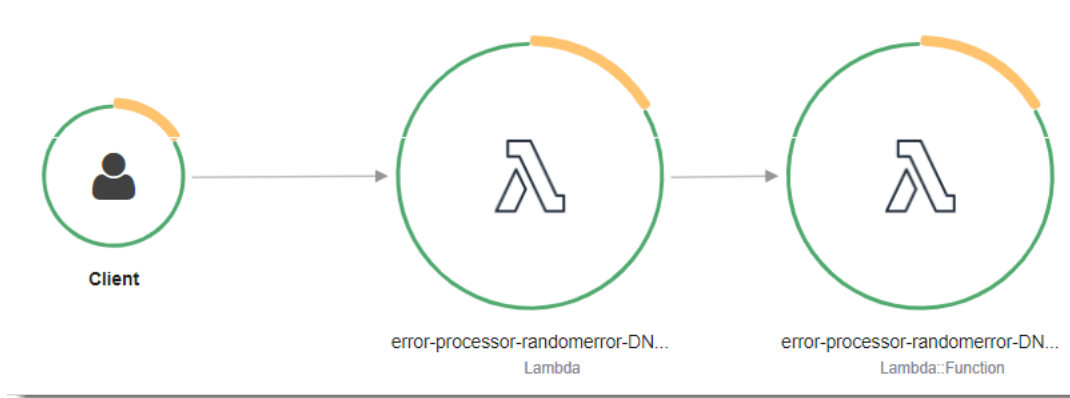 Client
error-processor-randomerror-DN...
Lambda
error-processor-randomerror-DN...
Lambda::Function